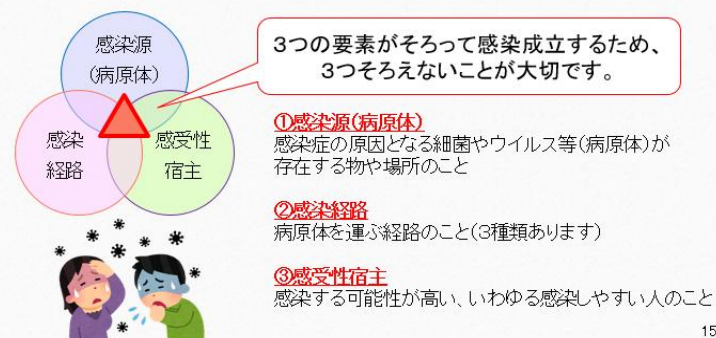 感染源
(病原体)
感染
経路
感受性
宿主
3つの要素がそろって感染成立するため、
3つそろえないことが大切です。
①感染源(病原体)
感染症の原因となる細菌やウイルス等(病原体)が
存在する物や場所のこと
②感染経路
病原体を運ぶ経路のこと(3種類あります)
③感受性宿主
感染する可能性が高い、いわゆる感染しやすい人のこと
15